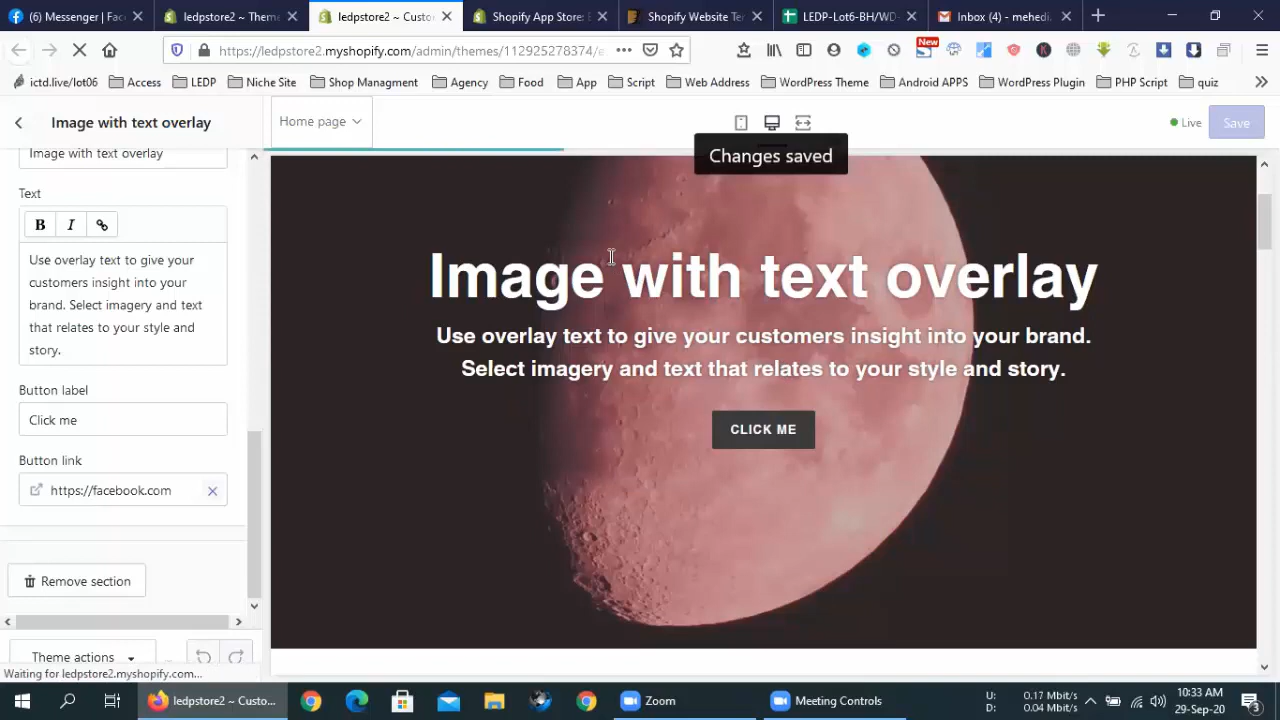 (6) Messenger | Fac
ledpstore2 ~ Theme
ledpstore2 ~ Custo
Shopify App Store: E
Shopify Website Te
LEDP-Lot6-BH/WD-
Inbox (4) - mehedi
https://ledpstore2.myshopify.com/admin/themes/112925278374/e
New
ictd.live/lot06
Access
LEDP
Niche Site
Shop Managment
Agency
Food
App
Script
Web Address
WordPress Theme
Android APPS
WordPress Plugin
PHP Script
quiz
Image with text overlay
Home page
Live
Save
Changes saved
Image with text overlay
Text
B I
Use overlay text to give your
customers insight into your
brand. Select imagery and text
that relates to your style and
story.
Button label
Click me
Button link
https://facebook.com
Remove section
Theme actions
Image with text overlay
Use overlay text to give your customers insight into your brand.
Select imagery and text that relates to your style and story.
CLICK ME
Waiting for ledpstore2.myshopify.com...
ledpstore2 ~ Custo...
Zoom
Meeting Controls
U: 0.17 Mbit/s
D: 0.04 Mbit/s
10:33 AM
29-Sep-20
3